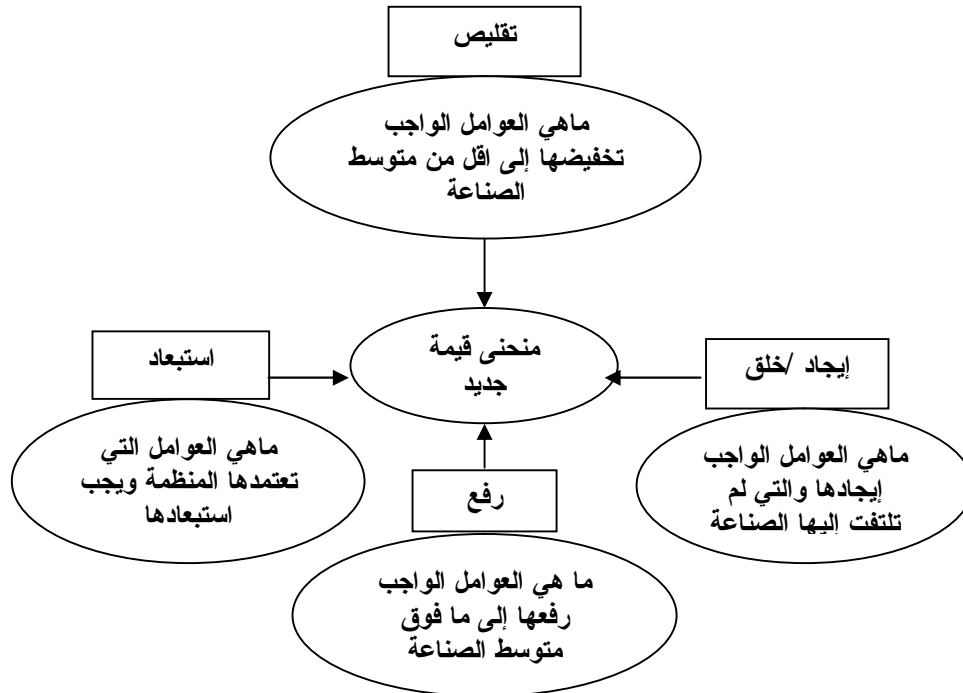 تقليص
ماهي العوامل الواجب
تخفيضها إلى اقل من متوسط
الصناعة
منحنى قيمة
جديد
إيجاد /خلق
ماهي العوامل الواجب
إيجادها والتي لم
تلتفت إليها الصناعة
استبعاد
ماهي العوامل التي
تعتمدها المنظمة ويجب
استبعادها
رفع
ما هي العوامل الواجب
رفعها إلى ما فوق
متوسط الصناعة